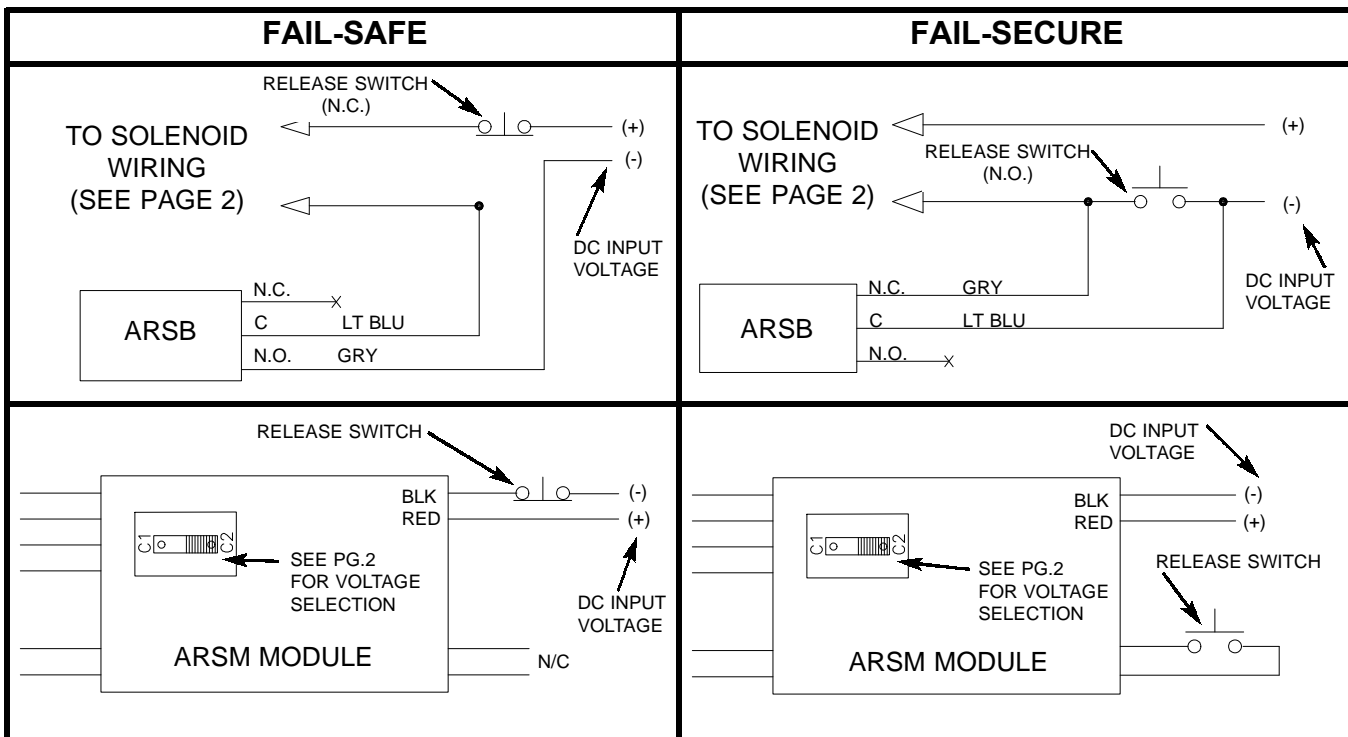 FAIL-SAFE
FAIL-SECURE
RELEASE SWITCH
(N.C.)
TO SOLENOID
WIRING
(SEE PAGE 2)
(+)
(-)
DC INPUT
VOLTAGE
N.C.
C LT BLU
N.O. GRY
ARSB
TO SOLENOID
WIRING
(SEE PAGE 2)
(+)
RELEASE SWITCH
(N.O.)
(-)
DC INPUT
VOLTAGE
N.C. GRY
C LT BLU
N.O.
ARSB
RELEASE SWITCH
BLK
RED
(-)
(+)
C1
C2
SEE PG.2
FOR VOLTAGE
SELECTION
DC INPUT
VOLTAGE
ARSM MODULE
N/C
DC INPUT
VOLTAGE
BLK
RED
(-)
(+)
C1
C2
SEE PG.2
FOR VOLTAGE
SELECTION
RELEASE SWITCH
ARSM MODULE